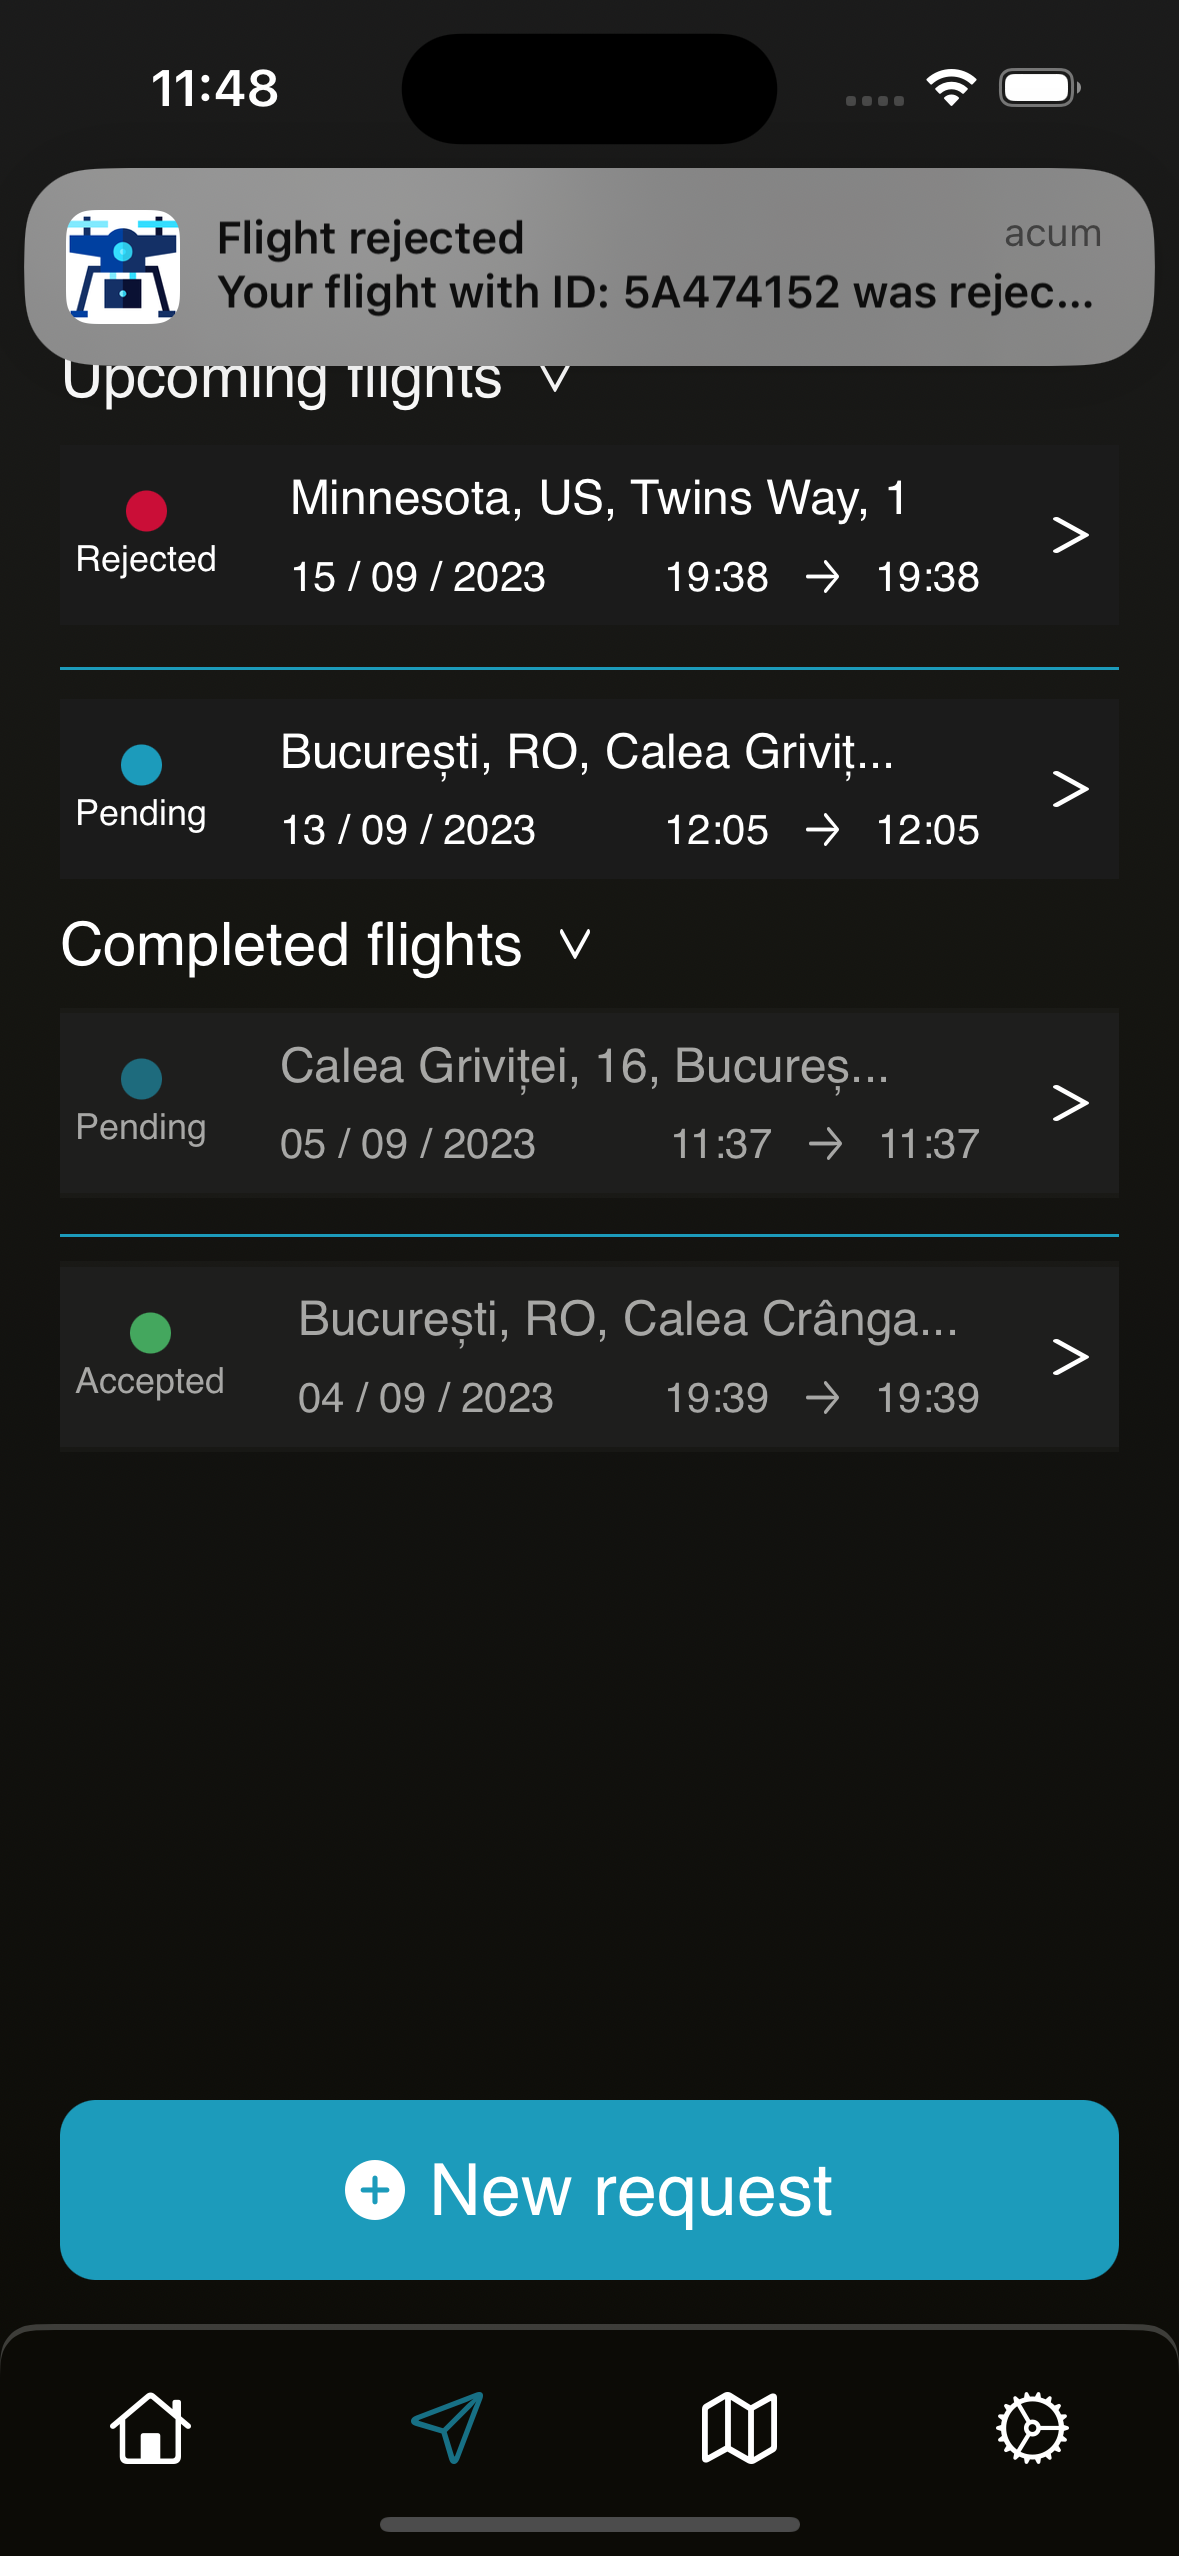 11:48
Flight rejected
acum
Your flight with ID: 5A474152 was rejec...
Upcoming flights
Minnesota, US, Twins Way, 1
Rejected
15 / 09 / 2023 19:38 → 19:38
București, RO, Calea Griviț...
Pending
13 / 09 / 2023 12:05 → 12:05
Completed flights
Calea Griviței, 16, Bucureș...
Pending
05 / 09 / 2023 11:37 → 11:37
București, RO, Calea Crânga...
Accepted
04 / 09 / 2023 19:39 → 19:39
New request